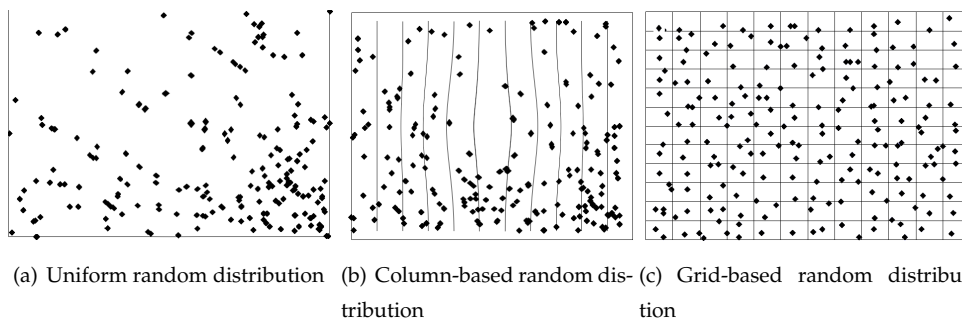 (a) Uniform random distribution
(b) Column-based random dis-
tribution
(c) Grid-based random distribu
tion